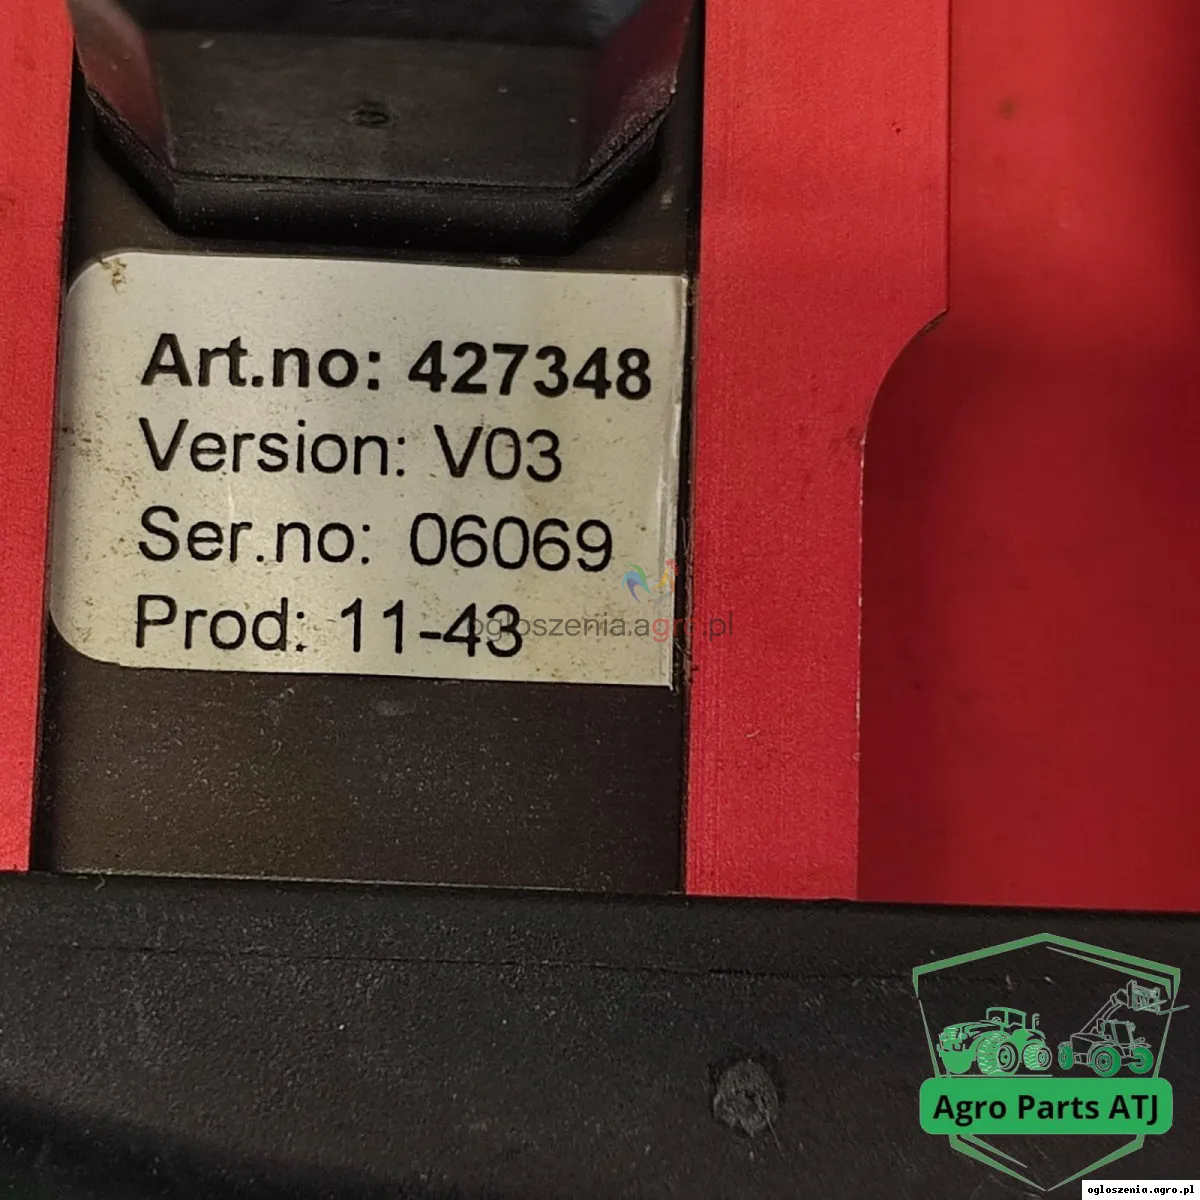 Art.no: 427348
Version: V03
Ser.no: 06069
Prod: 11-43
ogloszenia.agro.pl
Agro Parts ATJ
ogloszenia.agro.pl